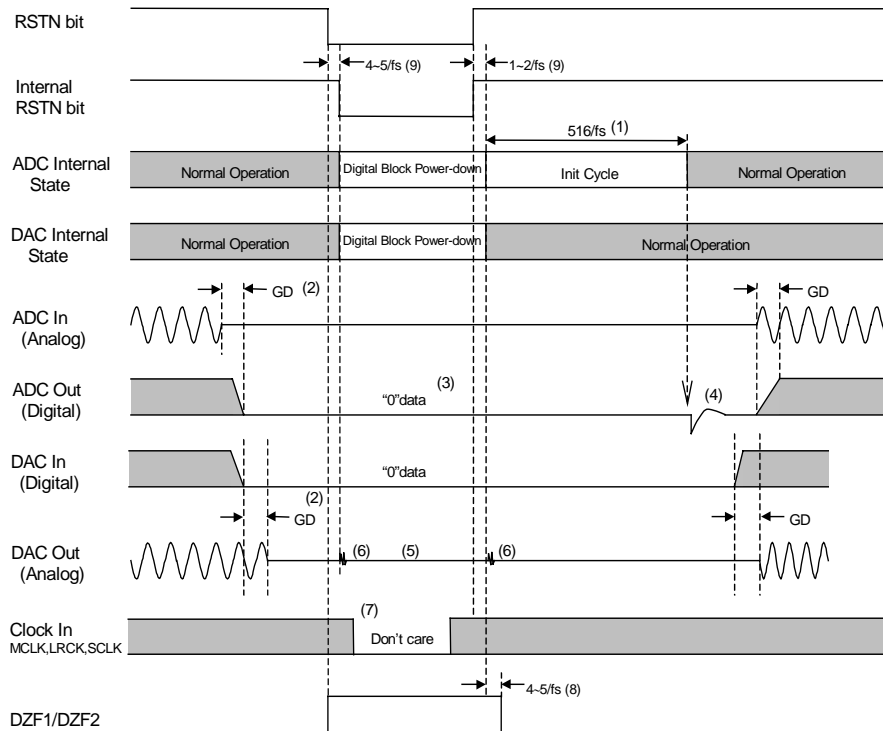 RSTN bit
4~5/fs (9)
1~2/fs (9)
Internal
RSTN bit
516/fs (1)
ADC Internal
State
Normal Operation
Digital Block Power-down
Init Cycle
Normal Operation
DAC Internal
State
Normal Operation
Digital Block Power-down
Normal Operation
GD (2)
GD
ADC In
(Analog)
ADC Out
(Digital)
“0”data
(3)
(4)
DAC In
(Digital)
“0”data
(2)
GD
GD
DAC Out
(Analog)
(6)
(5)
(6)
Clock In
MCLK,LRCK,SCLK
(7)
Don’t care
4~5/fs (8)
DZF1/DZF2